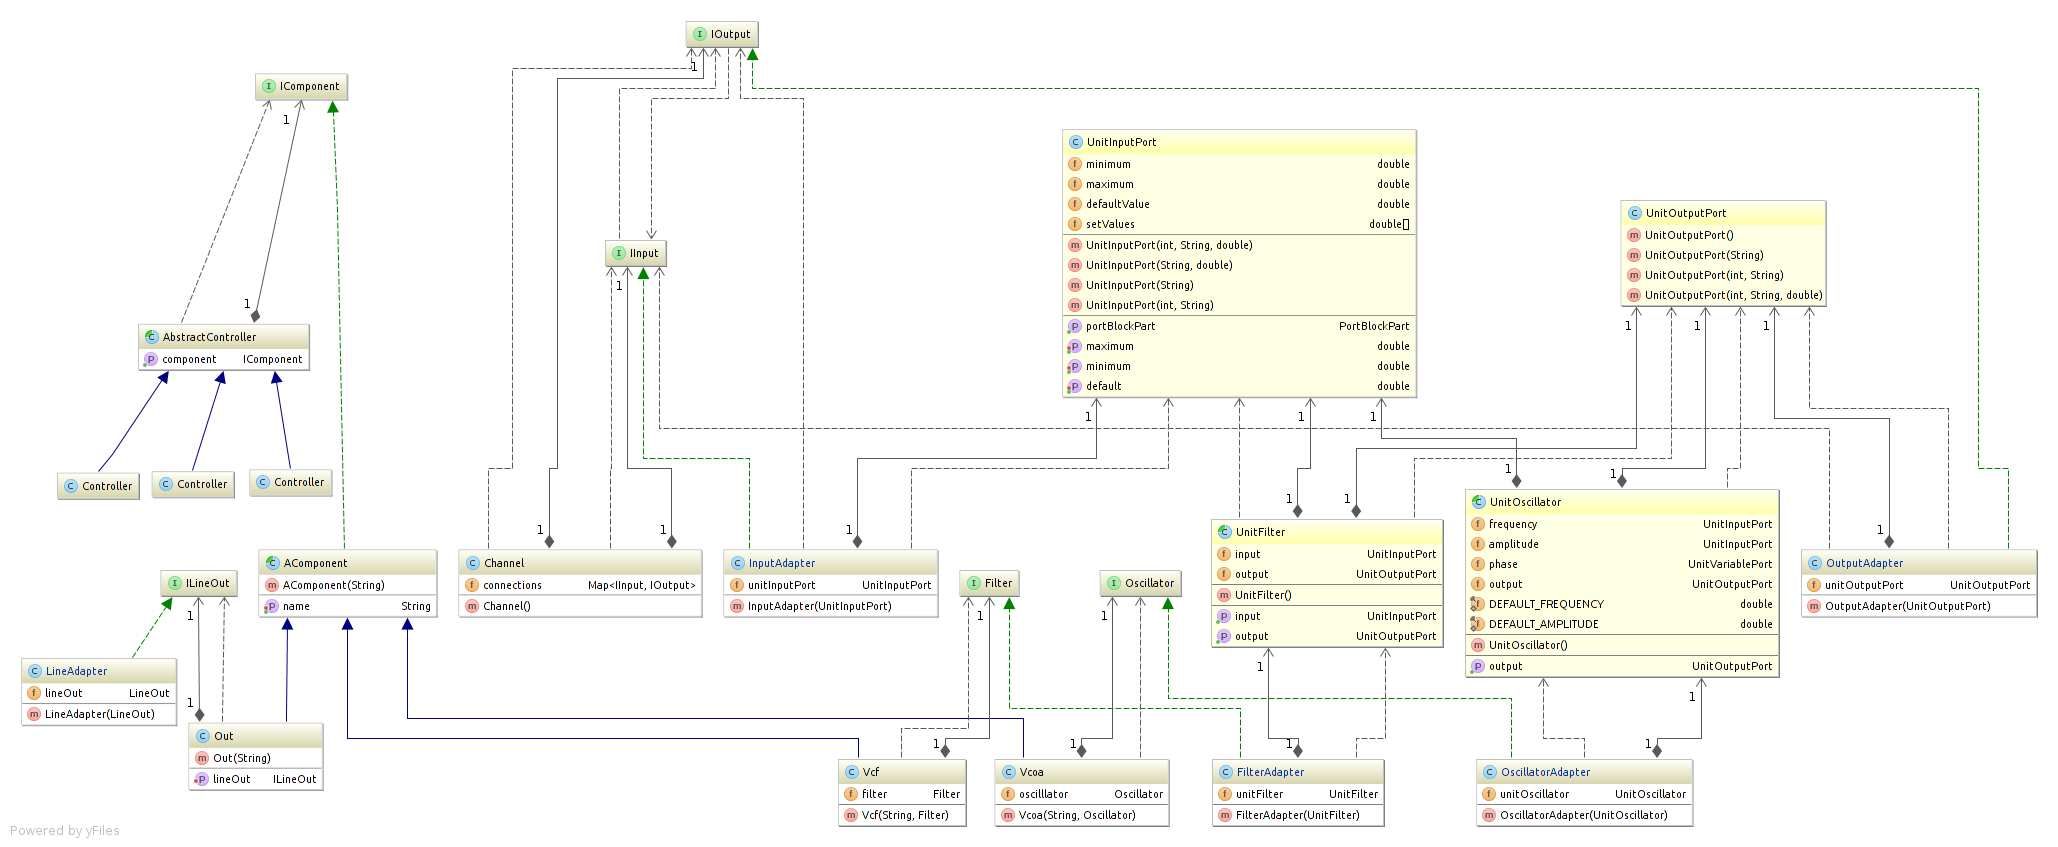 IOutput
1
IComponent
1
1
AbstractController
component IComponent
Controller
Controller
Controller
IInput
1
UnitInputPort
minimum double
maximum double
defaultValue double
setValues double[]
UnitInputPort(int, String, double)
UnitInputPort(String, double)
UnitInputPort(String)
UnitInputPort(int, String)
portBlockPart PortBlockPart
maximum double
minimum double
default double
1
1
1
UnitOutputPort
UnitOutputPort()
UnitOutputPort(String)
UnitOutputPort(int, String)
UnitOutputPort(int, String, double)
1
1
1
1
1
1
1
1
1
1
1
ILineOut
1
AComponent
AComponent(String)
name String
Channel
connections Map<IInput, IOutput>
Channel()
InputAdapter
unitInputPort UnitInputPort
InputAdapter(UnitInputPort)
Filter
1
Oscillator
1
UnitFilter
input UnitInputPort
output UnitOutputPort
UnitFilter()
input UnitInputPort
output UnitOutputPort
1
UnitOscillator
frequency UnitInputPort
amplitude UnitInputPort
phase UnitVariablePort
output UnitOutputPort
DEFAULT_FREQUENCY double
DEFAULT_AMPLITUDE double
UnitOscillator()
output UnitOutputPort
1
OutputAdapter
unitOutputPort UnitOutputPort
OutputAdapter(UnitOutputPort)
LineAdapter
lineOut LineOut
LineAdapter(LineOut)
1
Out
Out(String)
lineOut ILineOut
1
1
1
1
Vcf
filter Filter
Vcf(String, Filter)
Vcoa
oscilllator Oscillator
Vcoa(String, Oscillator)
FilterAdapter
unitFilter UnitFilter
FilterAdapter(UnitFilter)
OscillatorAdapter
unitOscillator UnitOscillator
OscillatorAdapter(UnitOscillator)
Powered by yFiles